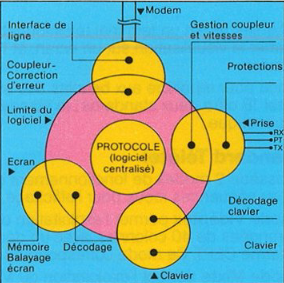 Modem
Interface de
ligne
Gestion coupleur
et vitesses
Coupleur-
Correction
d'erreur
Protections
Limite du
logiciel
Prise
RX
PT
TX
PROTOCOLE
(logiciel
centralisé)
Ecran
Décodage
clavier
Mémoire
Balayage
écran
Décodage
Clavier
Clavier